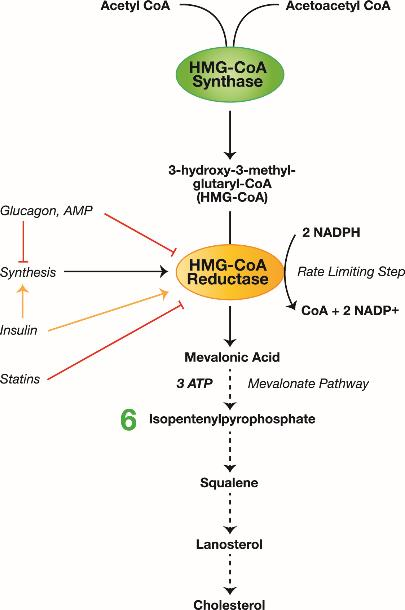 Acetyl CoA
Acetoacetyl CoA
HMG-CoA
Synthase
3-hydroxy-3-methyl-
glutaryl-CoA
(HMG-CoA)
Glucagon, AMP
2 NADPH
Synthesis
HMG-CoA
Reductase
Rate Limiting Step
CoA + 2 NADP+
Insulin
Mevalonic Acid
Statins
3 ATP
Mevalonate Pathway
6
Isopentenylpyrophosphate
Squalene
Lanosterol
Cholesterol